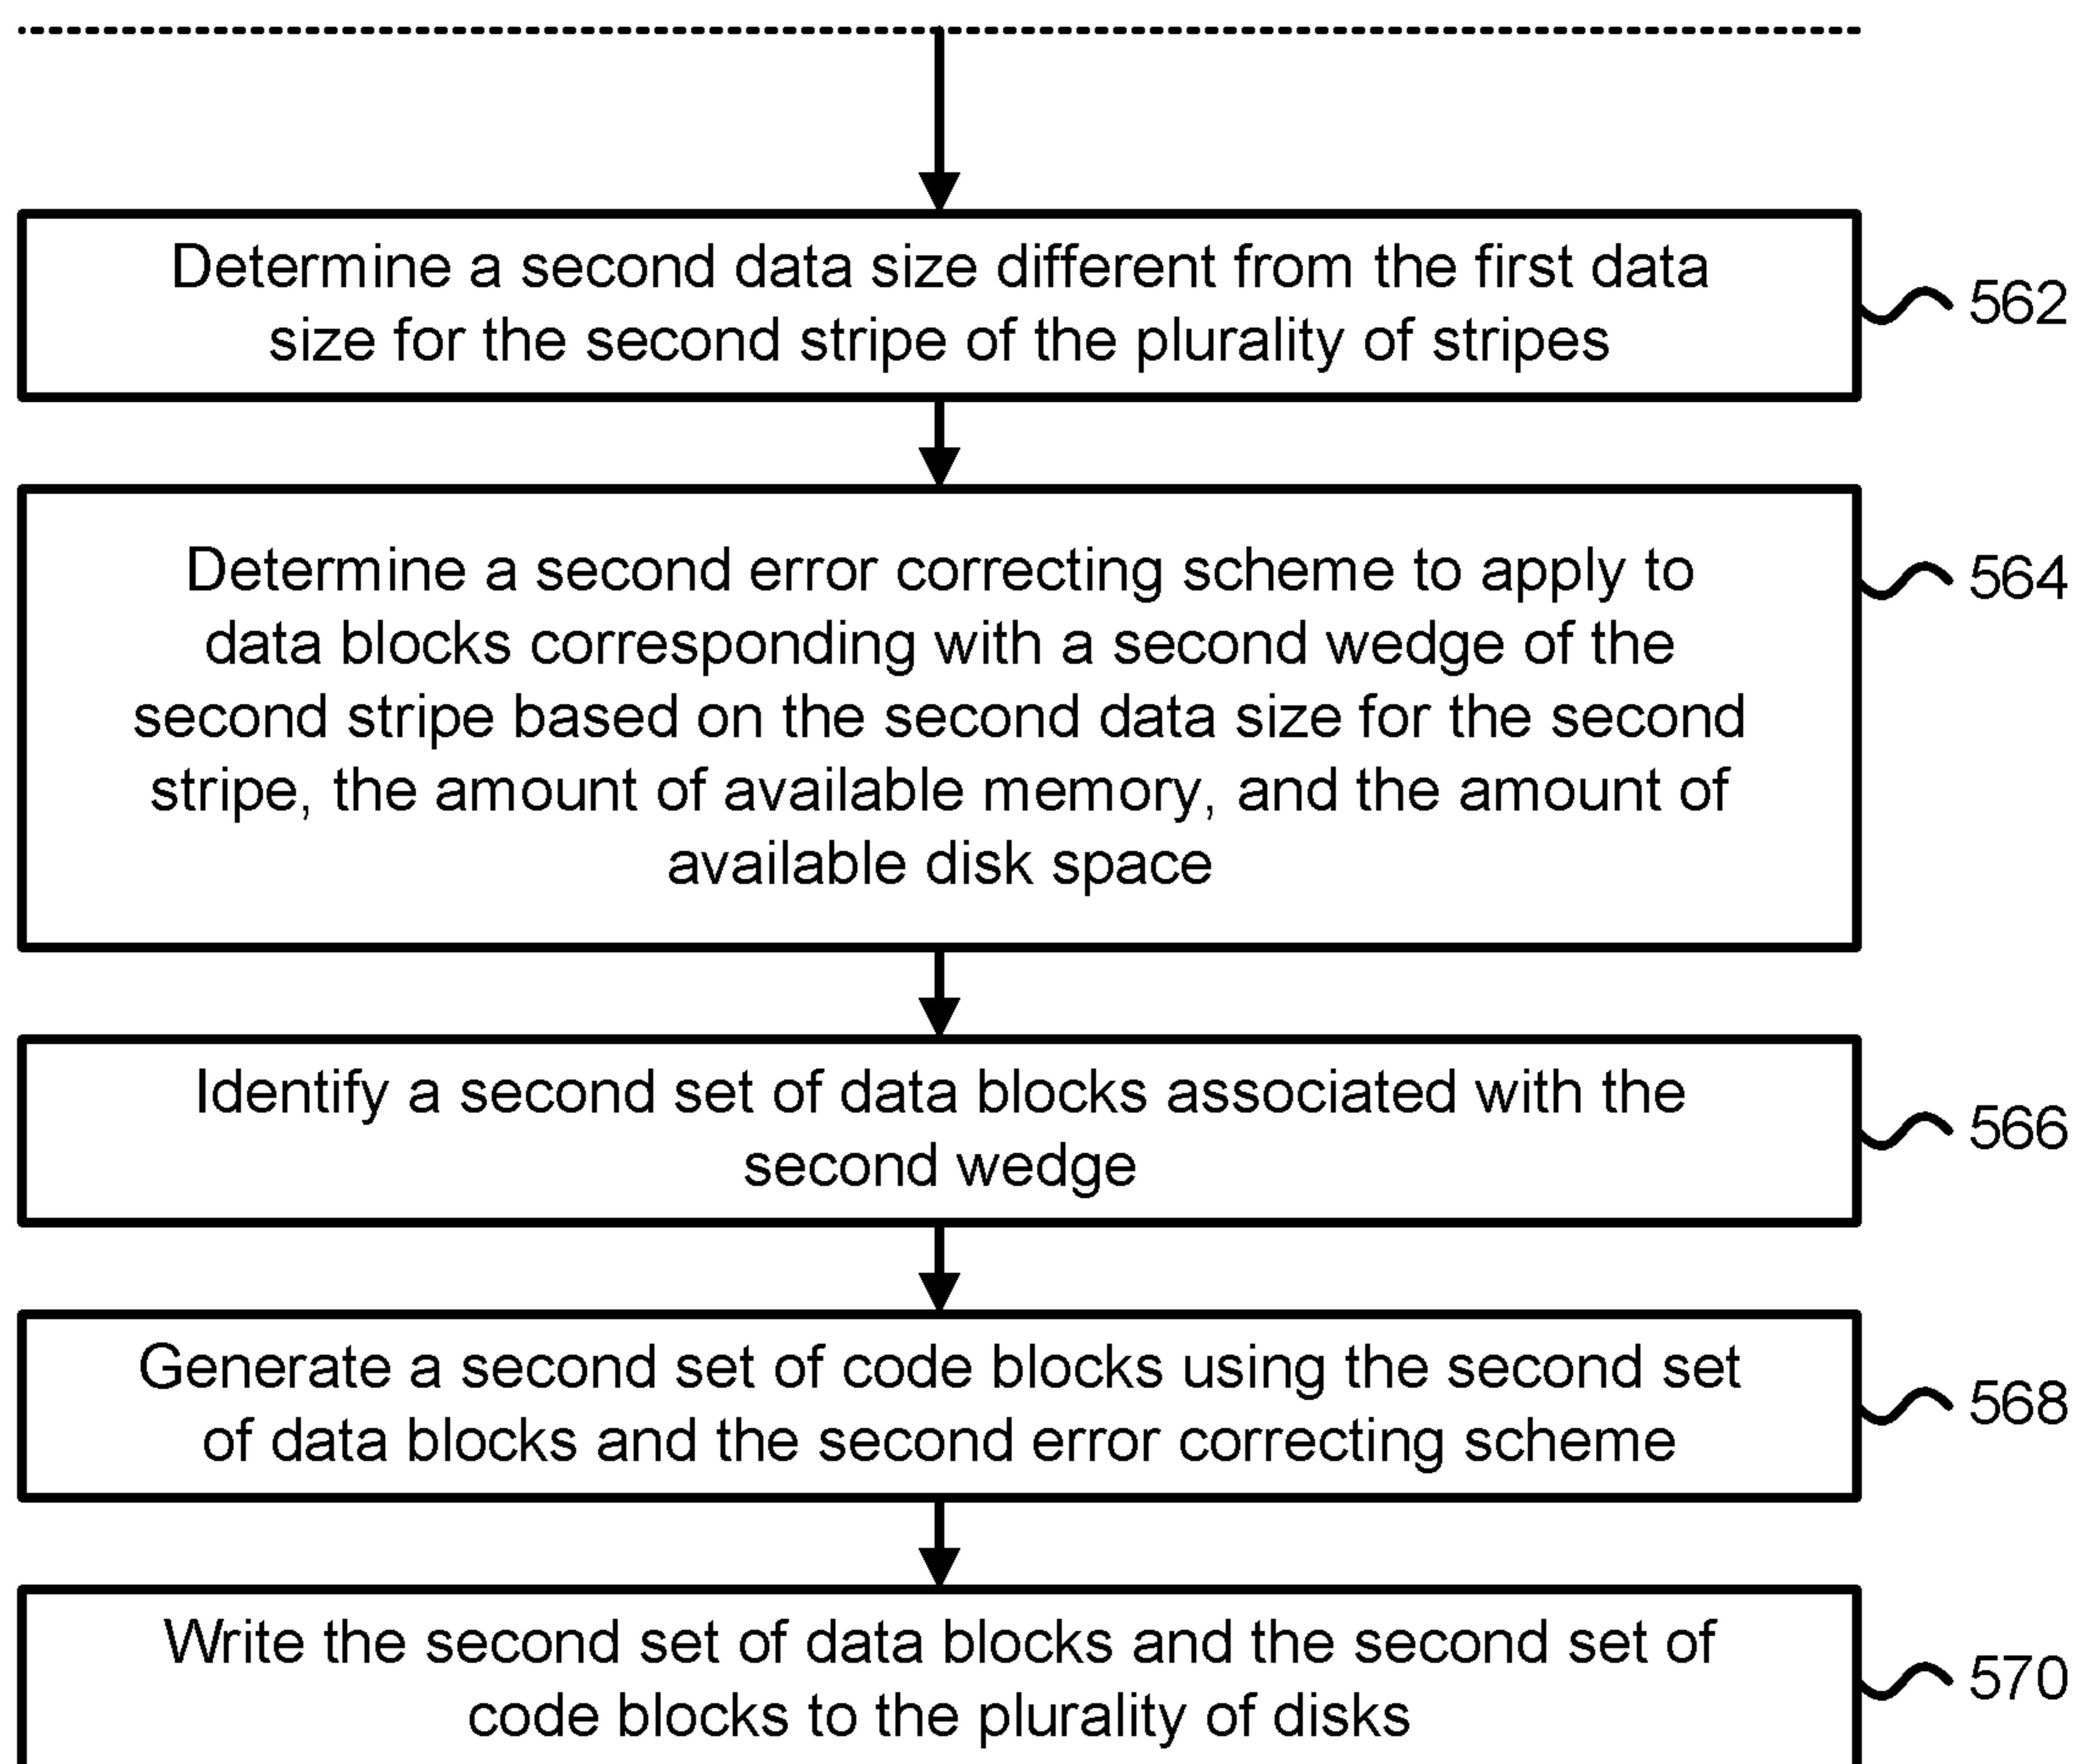 Determine a second data size different from the first data
size for the second stripe of the plurality of stripes
562
Determine a second error correcting scheme to apply to
data blocks corresponding with a second wedge of the
second stripe based on the second data size for the second
stripe, the amount of available memory, and the amount of
available disk space
564
Identify a second set of data blocks associated with the
second wedge
566
Generate a second set of code blocks using the second set
of data blocks and the second error correcting scheme
568
Write the second set of data blocks and the second set of
code blocks to the plurality of disks
570